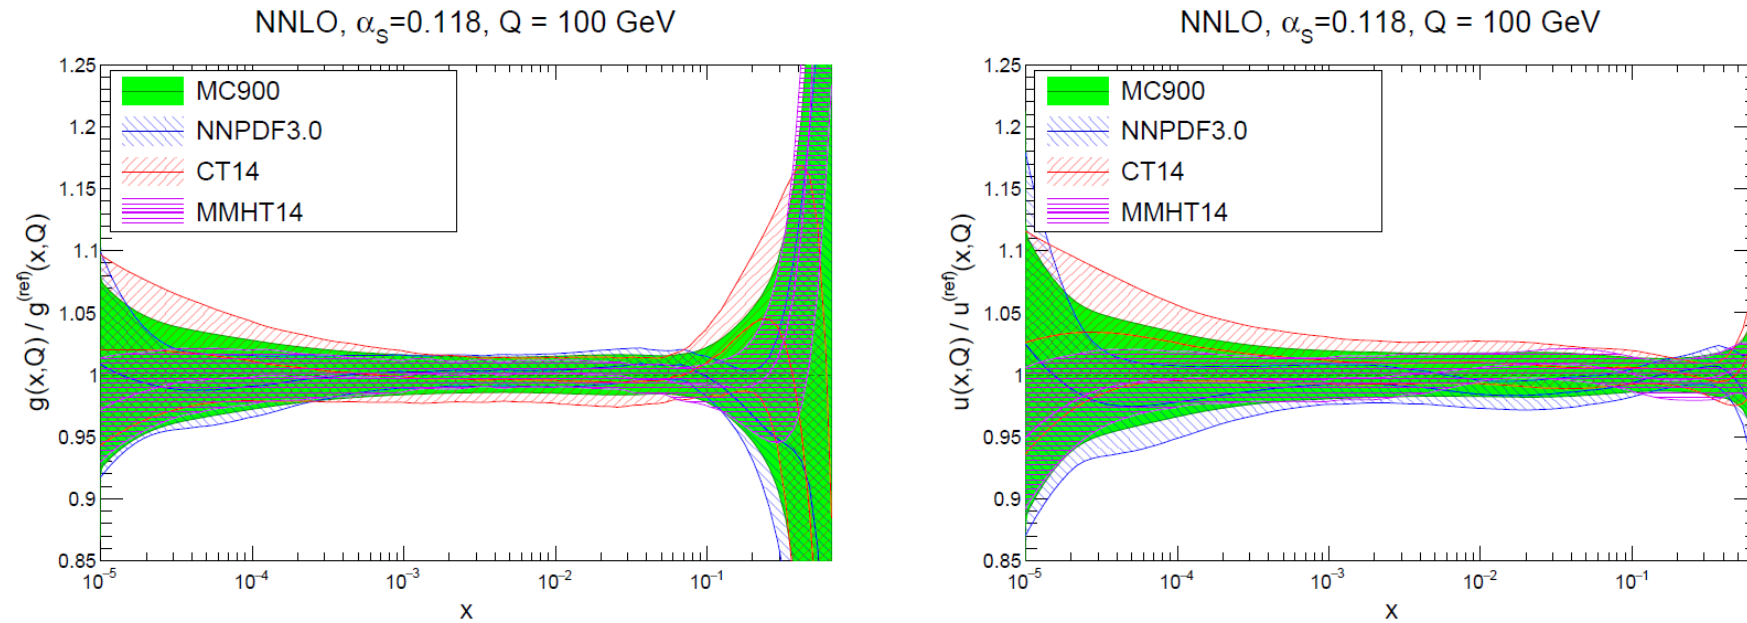 NNLO, αS=0.118, Q = 100 GeV
g(x,Q) / g(ref)(x,Q)
1.25
1.2
1.15
1.1
1.05
1
0.95
0.9
0.85
MC900
NNPDF3.0
CT14
MMHT14
10−5
10−4
10−3
10−2
10−1
x
NNLO, αS=0.118, Q = 100 GeV
u(x,Q) / u(ref)(x,Q)
1.25
1.2
1.15
1.1
1.05
1
0.95
0.9
0.85
MC900
NNPDF3.0
CT14
MMHT14
10−5
10−4
10−3
10−2
10−1
x